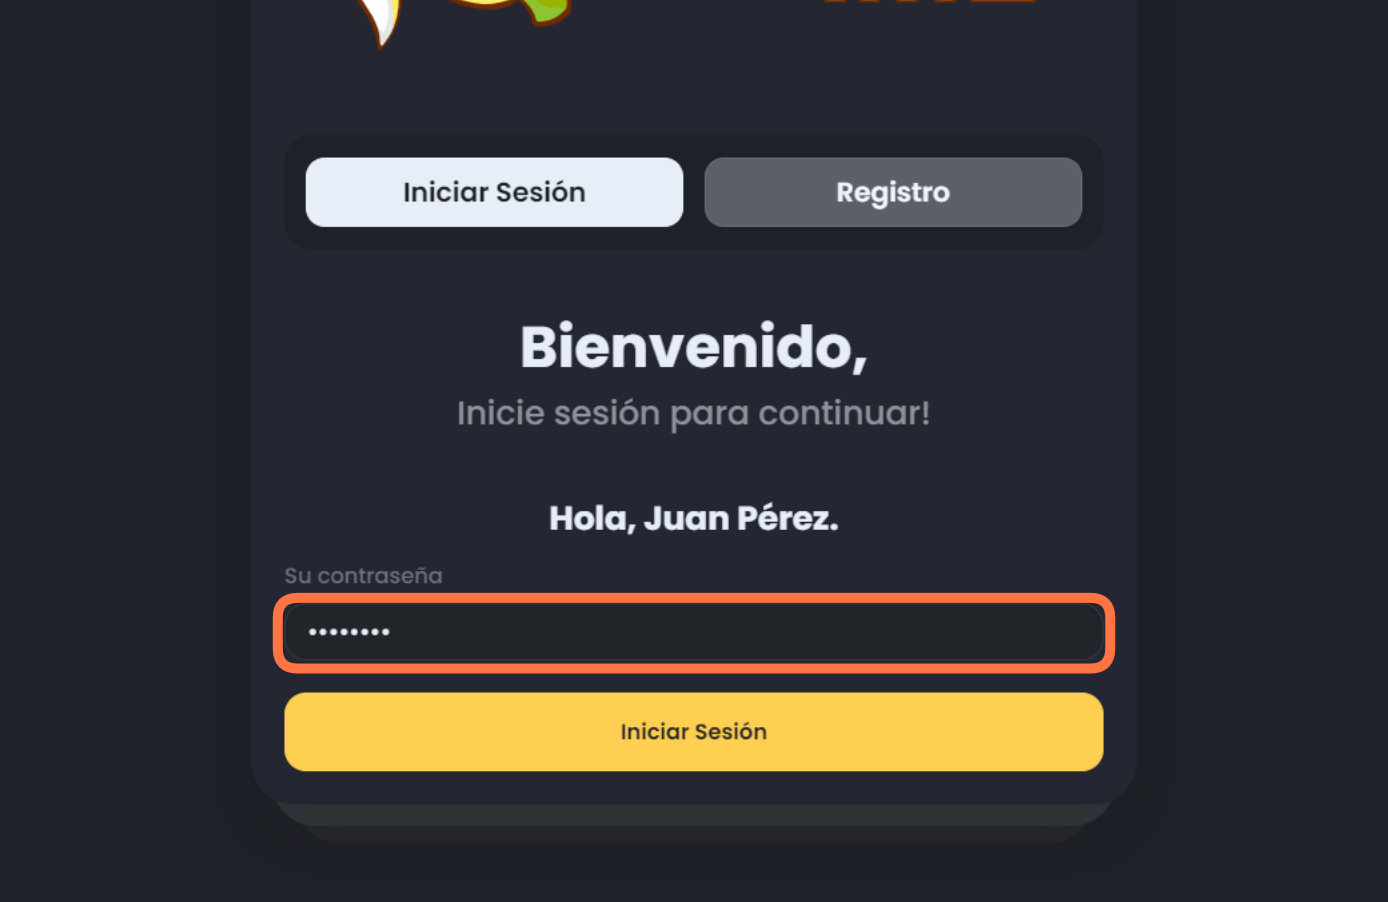 Iniciar Sesión
Registro
Bienvenido,
Inicie sesión para continuar!
Hola, Juan Pérez.
Su contraseña
••••••••
Iniciar Sesión